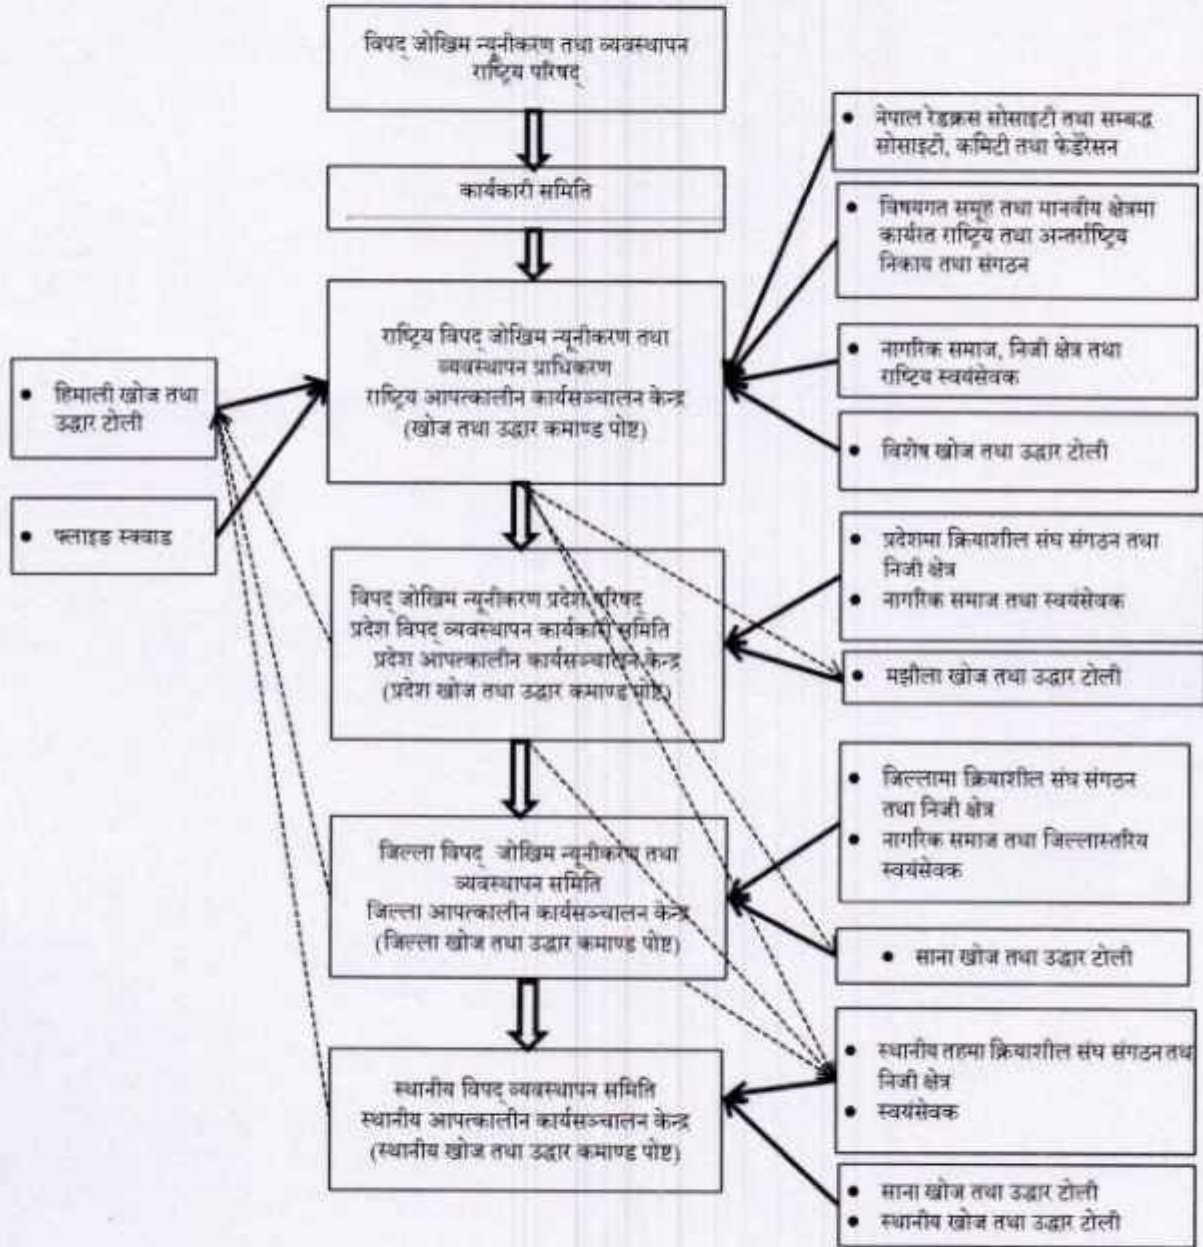 विपद् जोखिम न्यूनीकरण तथा व्यवस्थापन
राष्ट्रिय परिषद्
कार्यकारी समिति
राष्ट्रिय विपद् जोखिम न्यूनीकरण तथा
व्यवस्थापन प्राधिकरण
राष्ट्रिय आपत्कालीन कार्यसञ्चालन केन्द्र
(खोज तथा उद्धार कमाण्ड पोष्ट)
• हिमाली खोज तथा
उद्धार टोली
• फ्लाइड स्क्वाड
• नेपाल रेडक्रस सोसाइटी तथा सम्बद्ध
सोसाइटी, कमिटी तथा फेडेरेसन
• विषयगत समूह तथा मानवीय क्षेत्रमा
कार्यरत राष्ट्रिय तथा अन्तर्राष्ट्रिय
निकाय तथा संगठन
• नागरिक समाज, निजी क्षेत्र तथा
राष्ट्रिय स्वयंसेवक
• विशेष खोज तथा उद्धार टोली
विपद् जोखिम न्यूनीकरण प्रदेश परिषद्
प्रदेश विपद् व्यवस्थापन कार्यकारी समिति
प्रदेश आपत्कालीन कार्यसञ्चालन केन्द्र
(प्रदेश खोज तथा उद्धार कमाण्ड पोष्ट)
• प्रदेशमा क्रियाशील संघ संगठन तथा
निजी क्षेत्र
• नागरिक समाज तथा स्वयंसेवक
• मझौला खोज तथा उद्धार टोली
जिल्ला विपद् जोखिम न्यूनीकरण तथा
व्यवस्थापन समिति
जिल्ला आपत्कालीन कार्यसञ्चालन केन्द्र
(जिल्ला खोज तथा उद्धार कमाण्ड पोष्ट)
• जिल्लामा क्रियाशील संघ संगठन
तथा निजी क्षेत्र
• नागरिक समाज तथा जिल्लास्तरिय
स्वयंसेवक
• साना खोज तथा उद्धार टोली
स्थानीय विपद् व्यवस्थापन समिति
स्थानीय आपत्कालीन कार्यसञ्चालन केन्द्र
(स्थानीय खोज तथा उद्धार कमाण्ड पोष्ट)
• स्थानीय तहमा क्रियाशील संघ संगठन तथ
निजी क्षेत्र
• स्वयंसेवक
• साना खोज तथा उद्धार टोली
• स्थानीय खोज तथा उद्धार टोली